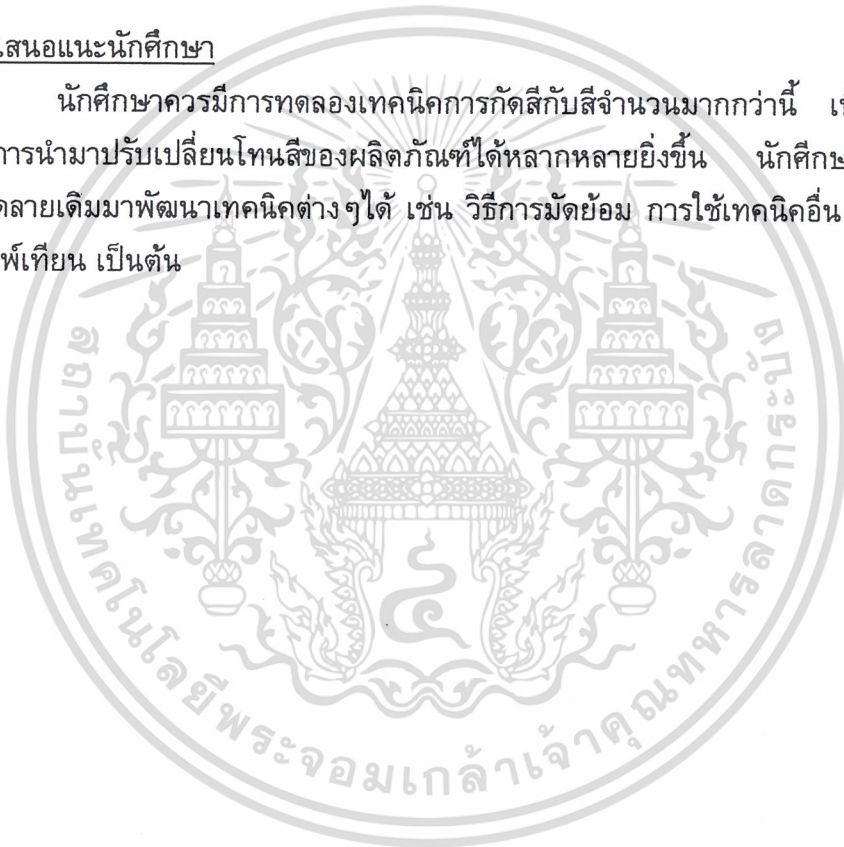 เสนอแนะนักศึกษา
นักศึกษาควรมีการทดลองเทคนิคการกัดสีกับสีจำนวนมากกว่านี้
การนำมาปรับเปลี่ยนโทนสีของผลิตภัณฑ์ได้หลากหลายยิ่งขึ้น
ลายเดิมมาพัฒนาเทคนิคต่างๆได้ เช่น วิธีการมัดย้อม การใช้เทคนิคอื่น
พ์เทียน เป็นต้น
สถาบันเทคโนโลยีพระจอมเกล้าเจ้าคุณทหารลาดกระบัง